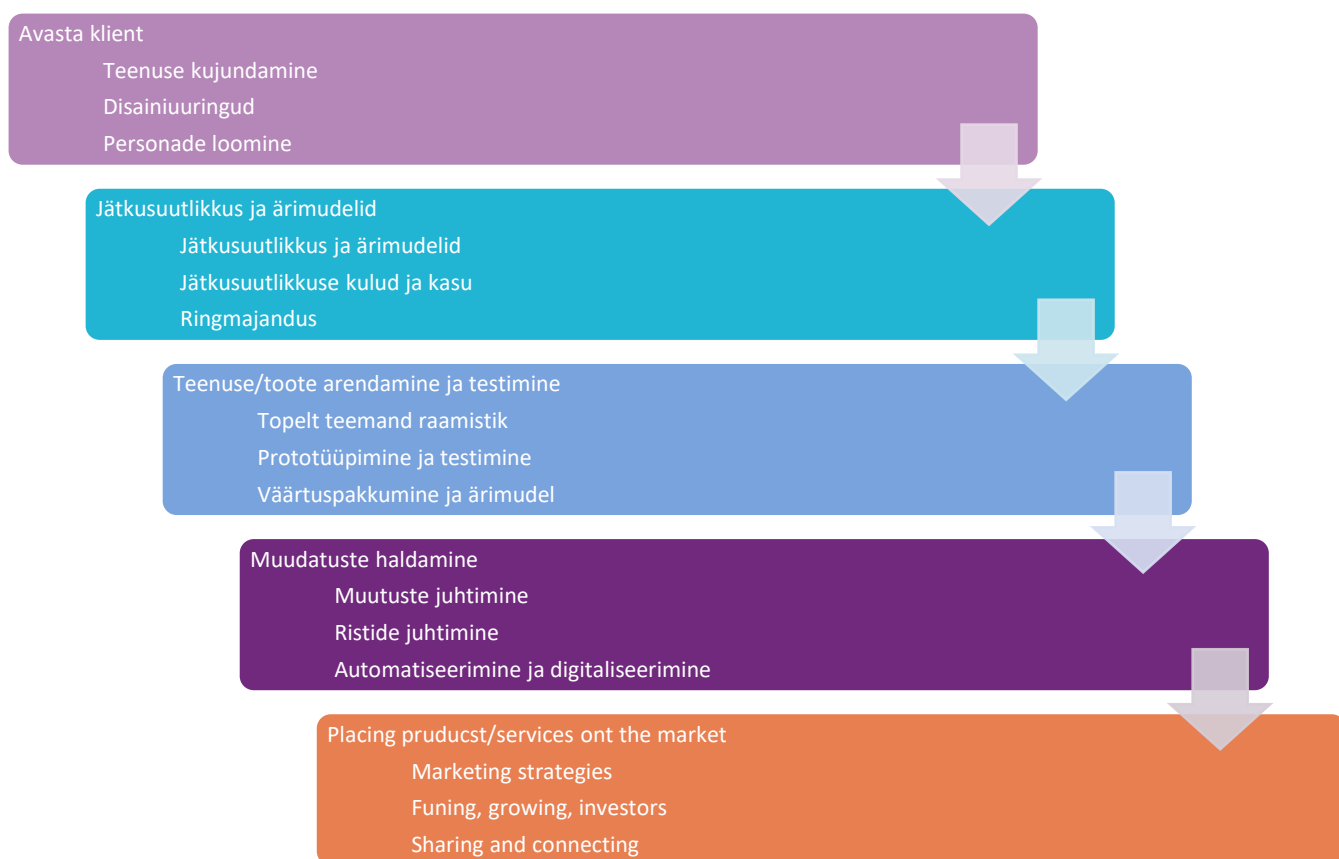 Avasta klient
Teenuse kujundamine
Disainiuuringud
Personade loomine
Jätkusuutlikkus ja ärimudelid
Jätkusuutlikkus ja ärimudelid
Jätkusuutlikkuse kulud ja kasu
Ringmajandus
Teenuse/toote arendamine ja testimine
Topelt teemand raamistik
Prototüüpimine ja testimine
Väärtuspakkumine ja ärimudel
Muudatuste haldamine
Muutuste juhtimine
Ristide juhtimine
Automatiseerimine ja digitaliseerimine
Placing pruducst/services ont the market
Marketing strategies
Funing, growing, investors
Sharing and connecting